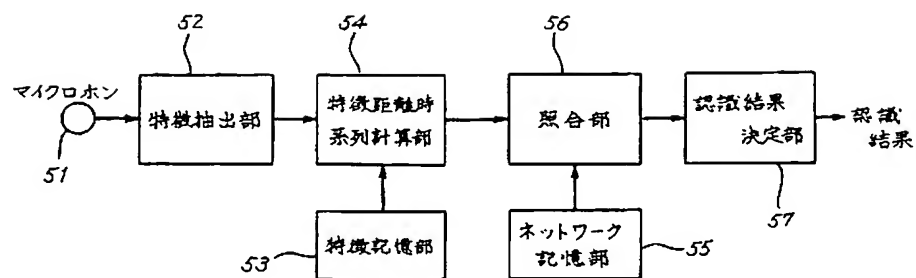 52
54
56
マイクロホン
51
特徴抽出部
特徴距離時
系列計算部
照合部
認識結果
決定部
認識
結果
57
53
特徴記憶部
ネットワーク
記憶部
55